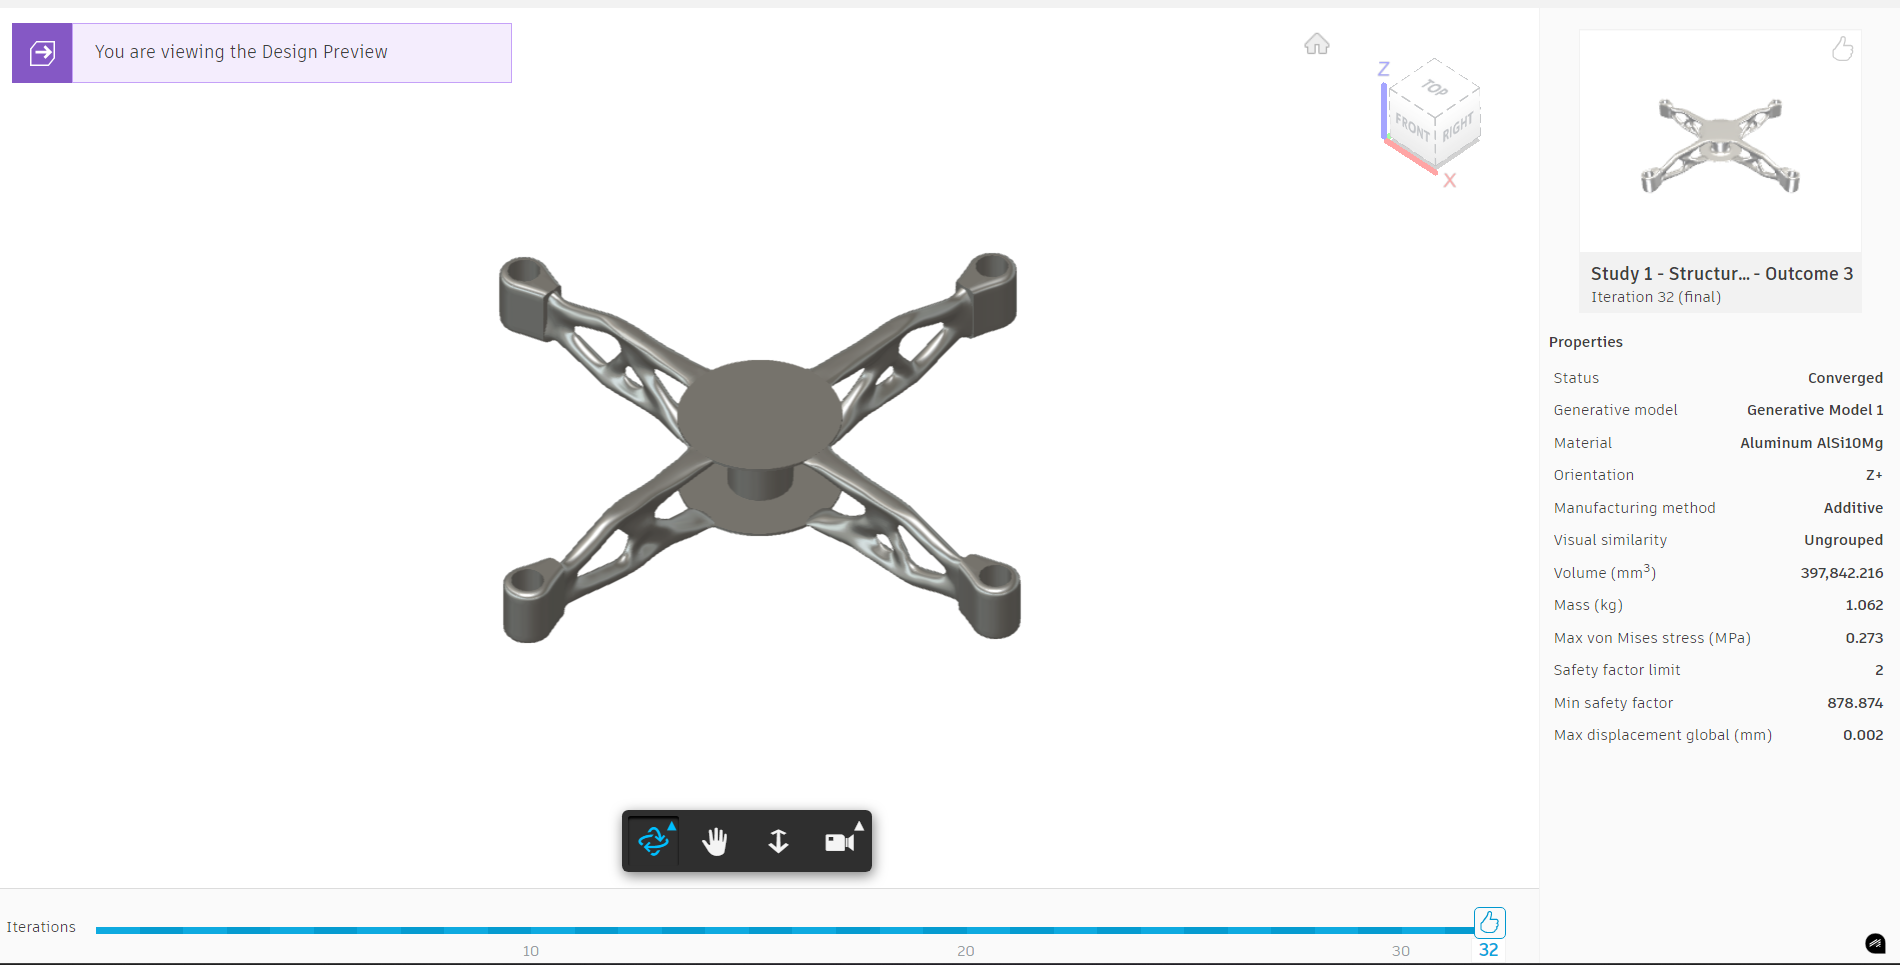 You are viewing the Design Preview
Z
TOP
FRONT
RIGHT
X
Study 1 - Structur... - Outcome 3
Iteration 32 (final)
Properties
Status Converged
Generative model Generative Model 1
Material Aluminum AlSi10Mg
Orientation Z+
Manufacturing method Additive
Visual similarity Ungrouped
Volume (mm³) 397,842.216
Mass (kg) 1.062
Max von Mises stress (MPa) 0.273
Safety factor limit 2
Min safety factor 878.874
Max displacement global (mm) 0.002
Iterations
10 20 30 32